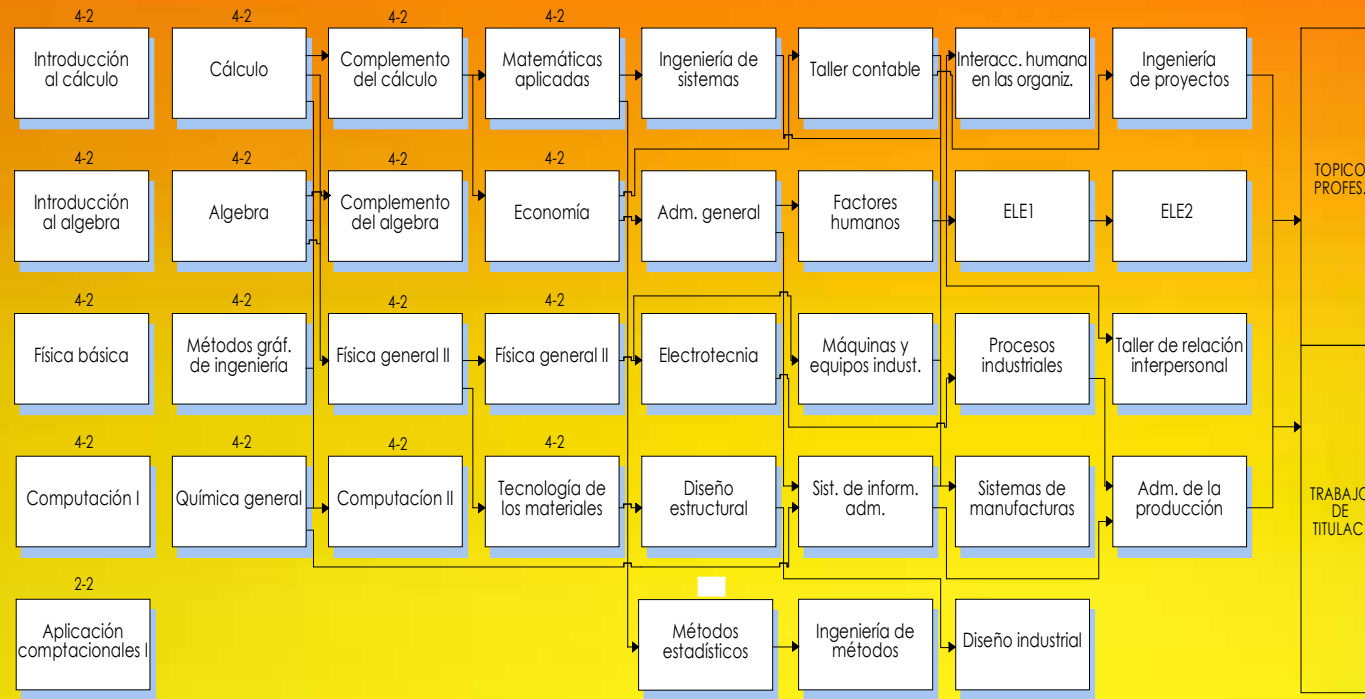 4-2
4-2
4-2
4-2
Introducción
al cálculo
Cálculo
Complemento
del cálculo
Matemáticas
aplicadas
Ingeniería de
sistemas
Taller contable
Interacc. humana
en las organiz.
Ingeniería
de proyectos
4-2
4-2
4-2
4-2
Introducción
al algebra
Algebra
Complemento
del algebra
Economía
Adm. general
Factores
humanos
ELE1
ELE2
TOPICO
PROFES.
4-2
4-2
4-2
4-2
Física básica
Métodos gráf.
de ingeniería
Física general II
Física general II
Electrotecnia
Máquinas y
equipos indust.
Procesos
industriales
Taller de relación
interpersonal
4-2
4-2
4-2
4-2
Computación I
Química general
Computacíon II
Tecnología de
los materiales
Diseño
estructural
Sist. de inform.
adm.
Sistemas de
manufacturas
Adm. de la
producción
TRABAJO
DE
TITULAC
2-2
Aplicación
comptacionales I
Métodos
estadísticos
Ingeniería de
métodos
Diseño industrial